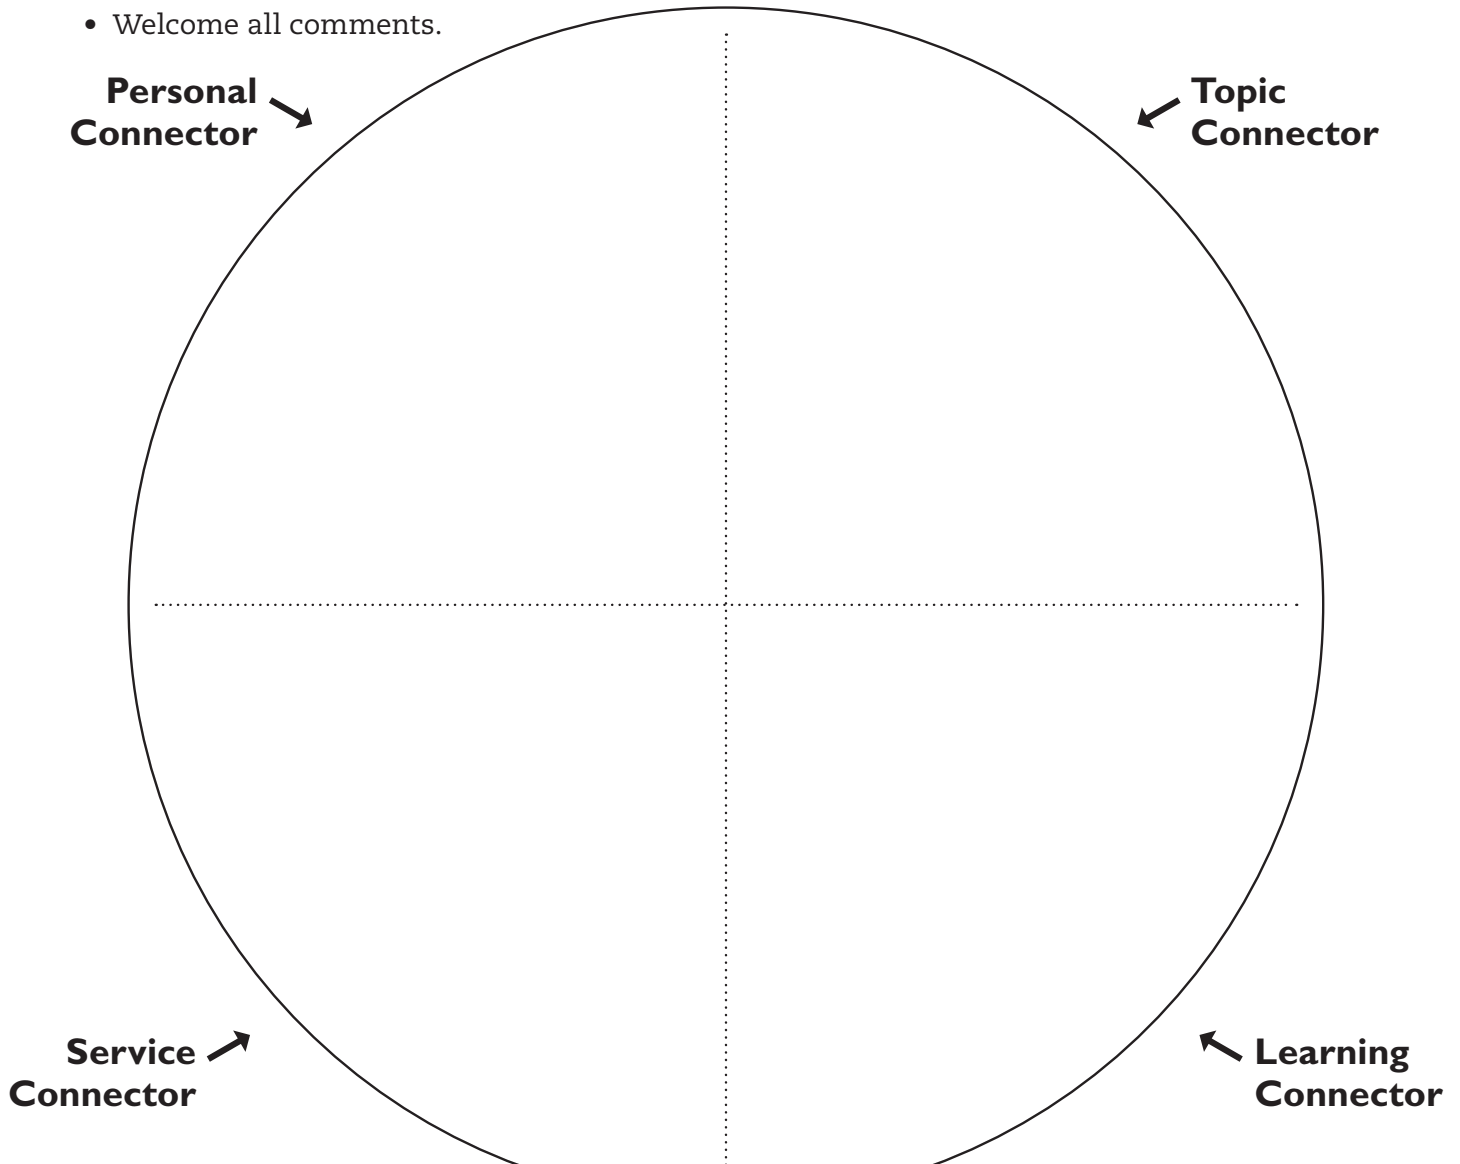 • Welcome all comments.
Personal
Connector
Topic
Connector
Service
Connector
Learning
Connector